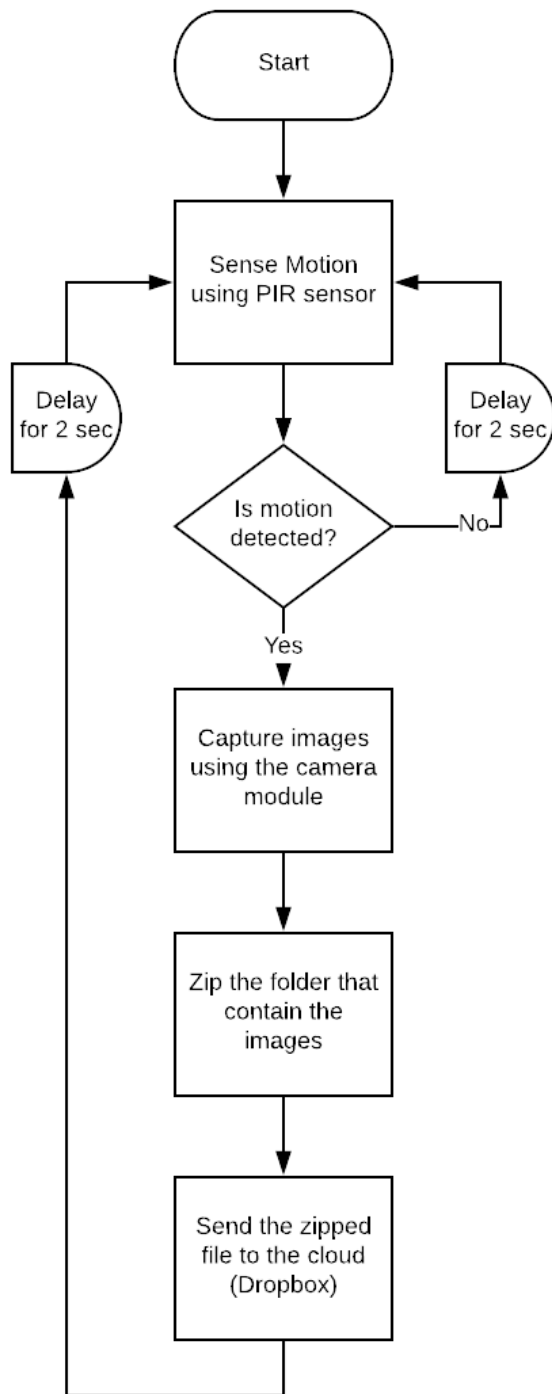 Start
Sense Motion
using PIR sensor
Delay
for 2 sec
Delay
for 2 sec
Is motion
detected?
No
Yes
Capture images
using the camera
module
Zip the folder that
contain the
images
Send the zipped
file to the cloud
(Dropbox)